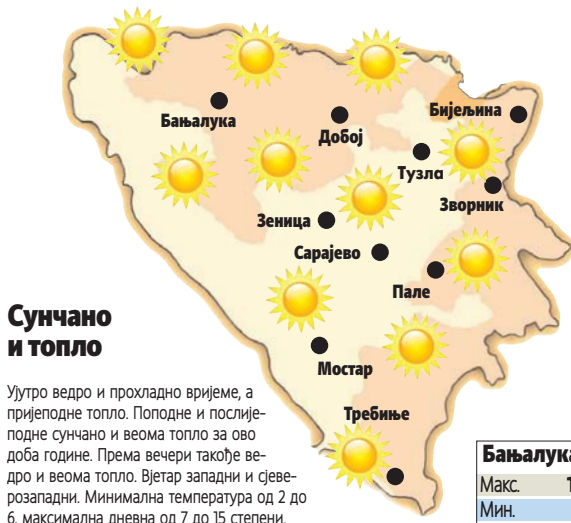 Бањалука
Добој
Бијељина
Тузла
Зворник
Зеница
Сарајево
Пале
Мостар
Требиње
Сунчано
и топло
Ујутро ведро и прохладно вријеме, а
пријеподне топло. Поподне и послије-
подне сунчано и веома топло за ово
доба године. Према вечери такође ве-
дро и веома топло. Вјетар западни и сјеве-
розападни. Минимална температура од 2 до
6, максимална дневна од 7 до 15 степени.
Бањалука
Макс.
Мин.